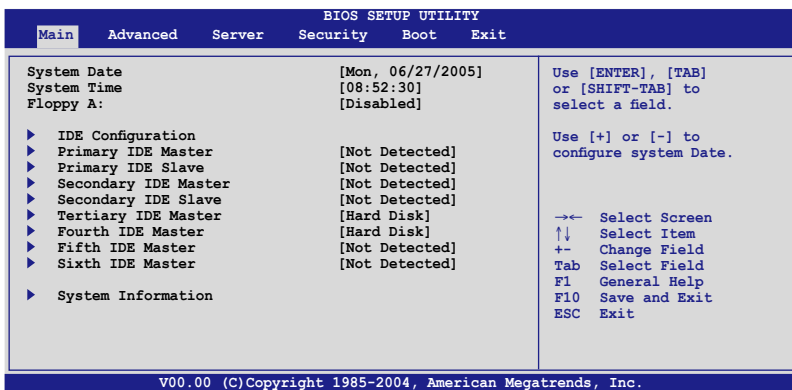 BIOS SETUP UTILITY
Main Advanced Server Security Boot Exit
System Date [Mon, 06/27/2005]
System Time [08:52:30]
Floppy A: [Disabled]
IDE Configuration
Primary IDE Master [Not Detected]
Primary IDE Slave [Not Detected]
Secondary IDE Master [Not Detected]
Secondary IDE Slave [Not Detected]
Tertiary IDE Master [Hard Disk]
Fourth IDE Master [Hard Disk]
Fifth IDE Master [Not Detected]
Sixth IDE Master [Not Detected]
System Information
Use [ENTER], [TAB]
or [SHIFT-TAB] to
select a field.
Use [+] or [-] to
configure system Date.
→← Select Screen
↑↓ Select Item
+- Change Field
Tab Select Field
F1 General Help
F10 Save and Exit
ESC Exit
V00.00 (C)Copyright 1985-2004, American Megatrends, Inc.